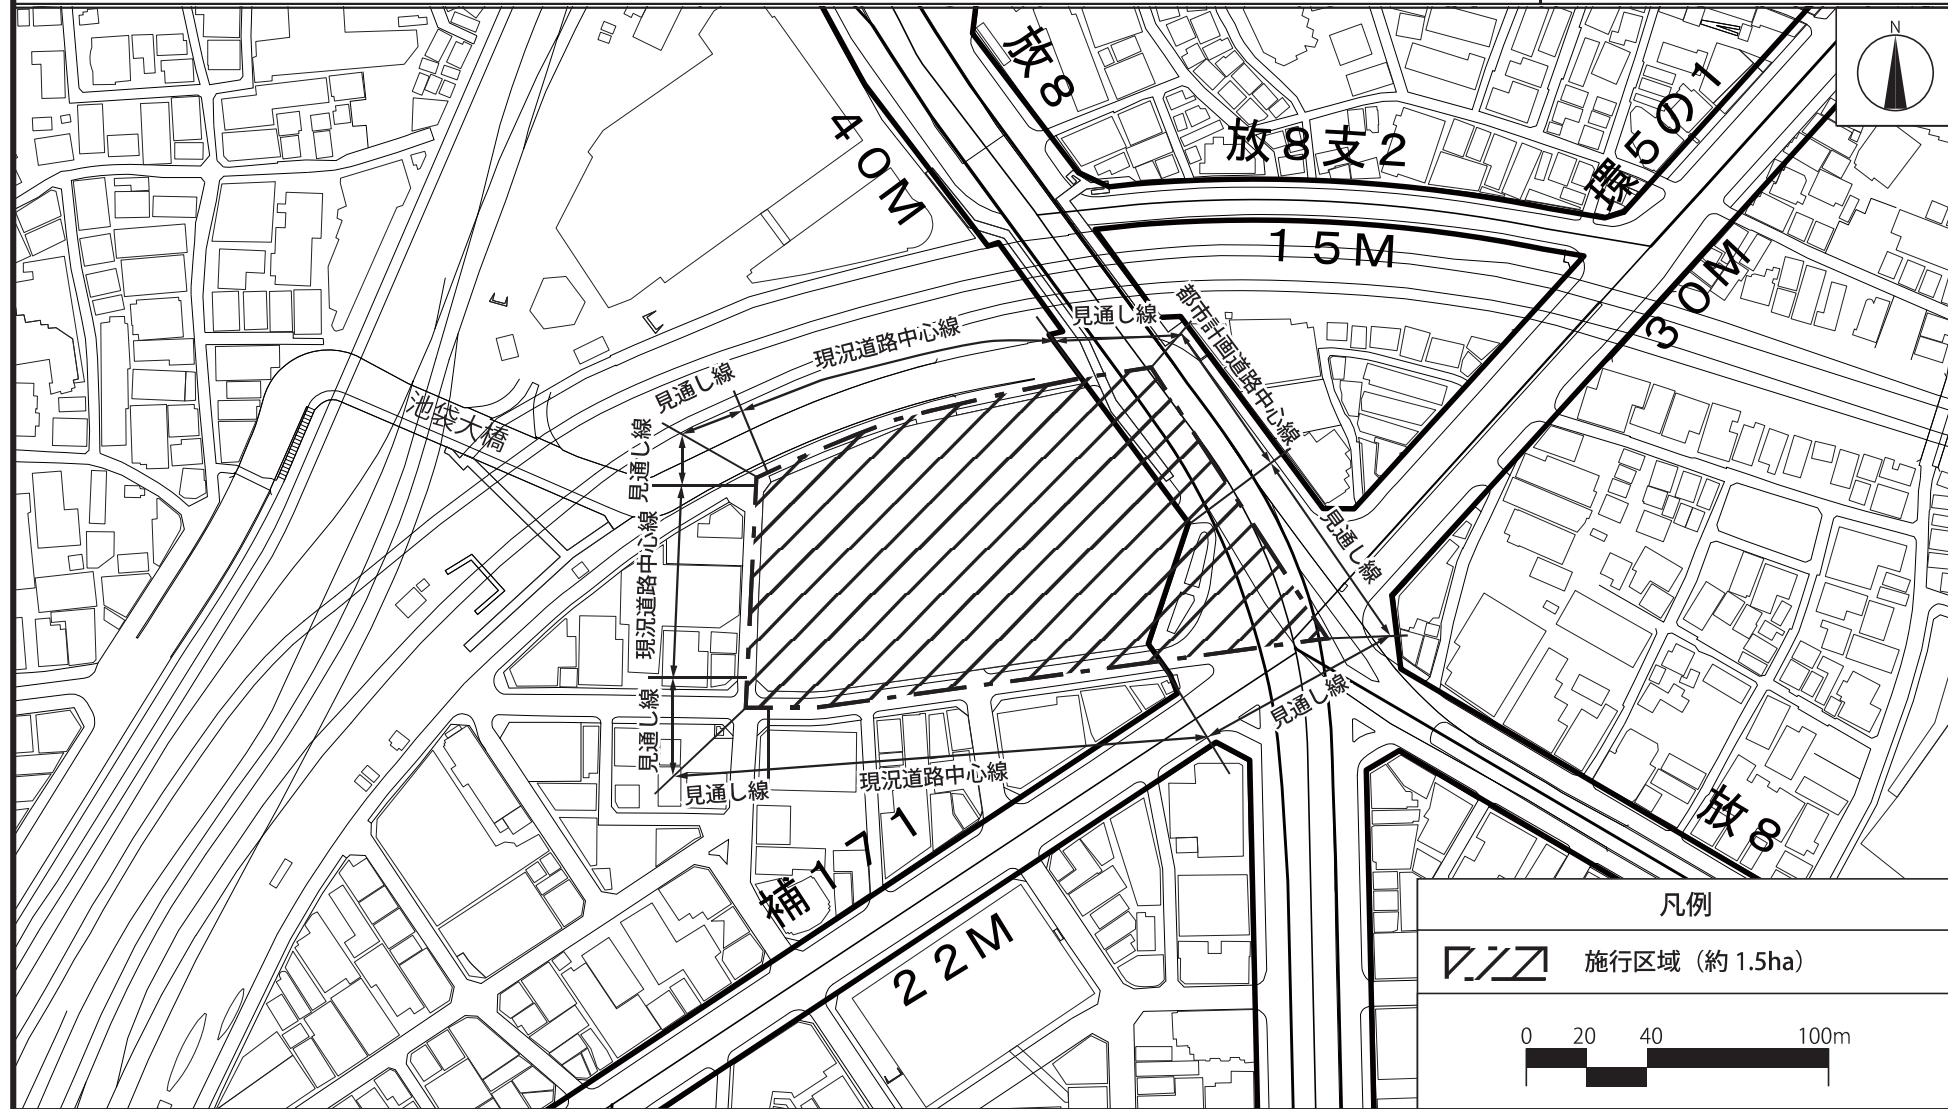 N
放8
環5の1
40M
放8支2
15M
30M
見通し線
都市計画道路中心線
現況道路中心線
見通し線
見通し線
池袋大橋
現況道路中心線
見通し線
見通し線
見通し線
見通し線
現況道路中心線
補171
22M
放8
凡例
施行区域（約 1.5ha）
0 20 40 100m